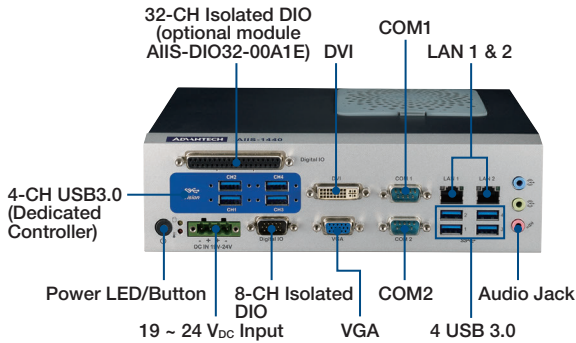 32-CH Isolated DIO
(optional module
AIIS-DIO32-00A1E)
DVI
COM1
LAN 1 & 2
ADVANTECH AIIS-1440
Digital IO
CH2
CH4
CH1
CH3
DVI
COM 1
LAN 1
LAN 2
4-CH USB3.0
(Dedicated
Controller)
- + + -
DC IN 19V-24V
Digital IO
VGA
COM 2
Power LED/Button
8-CH Isolated
DIO
COM2
Audio Jack
19 ~ 24 VDC Input
VGA
4 USB 3.0